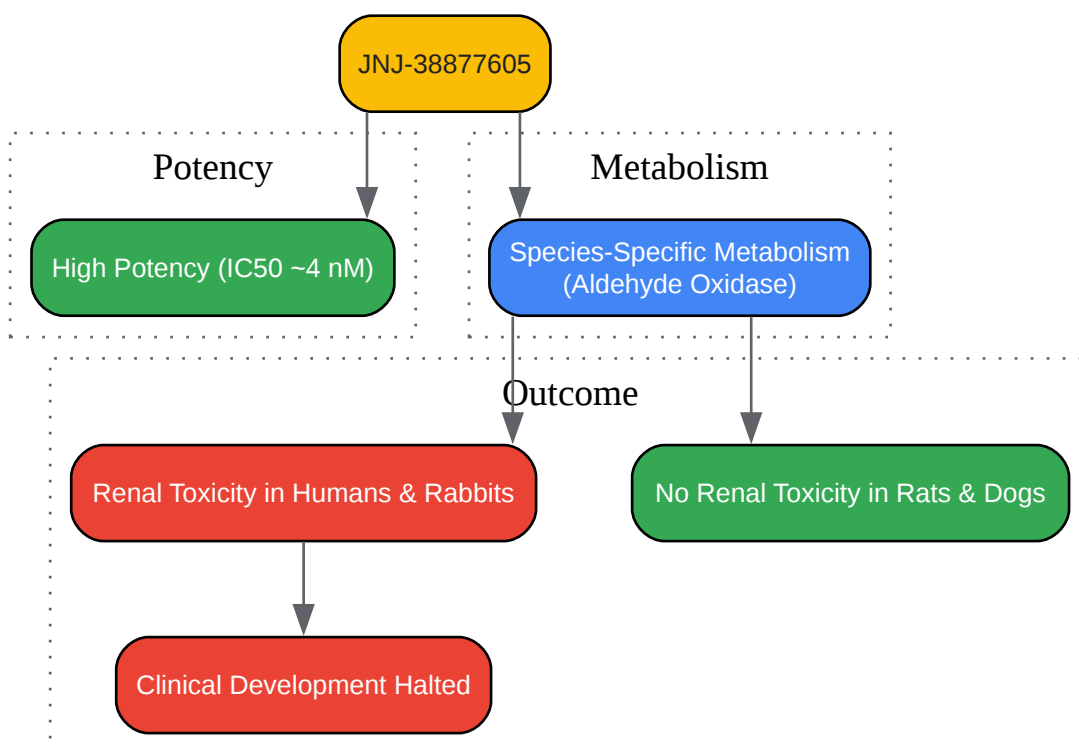 JNJ-38877605
Potency
Metabolism
High Potency (IC50 ~4 nM)
Species-Specific Metabolism
(Aldehyde Oxidase)
Outcome
Renal Toxicity in Humans & Rabbits
No Renal Toxicity in Rats & Dogs
Clinical Development Halted